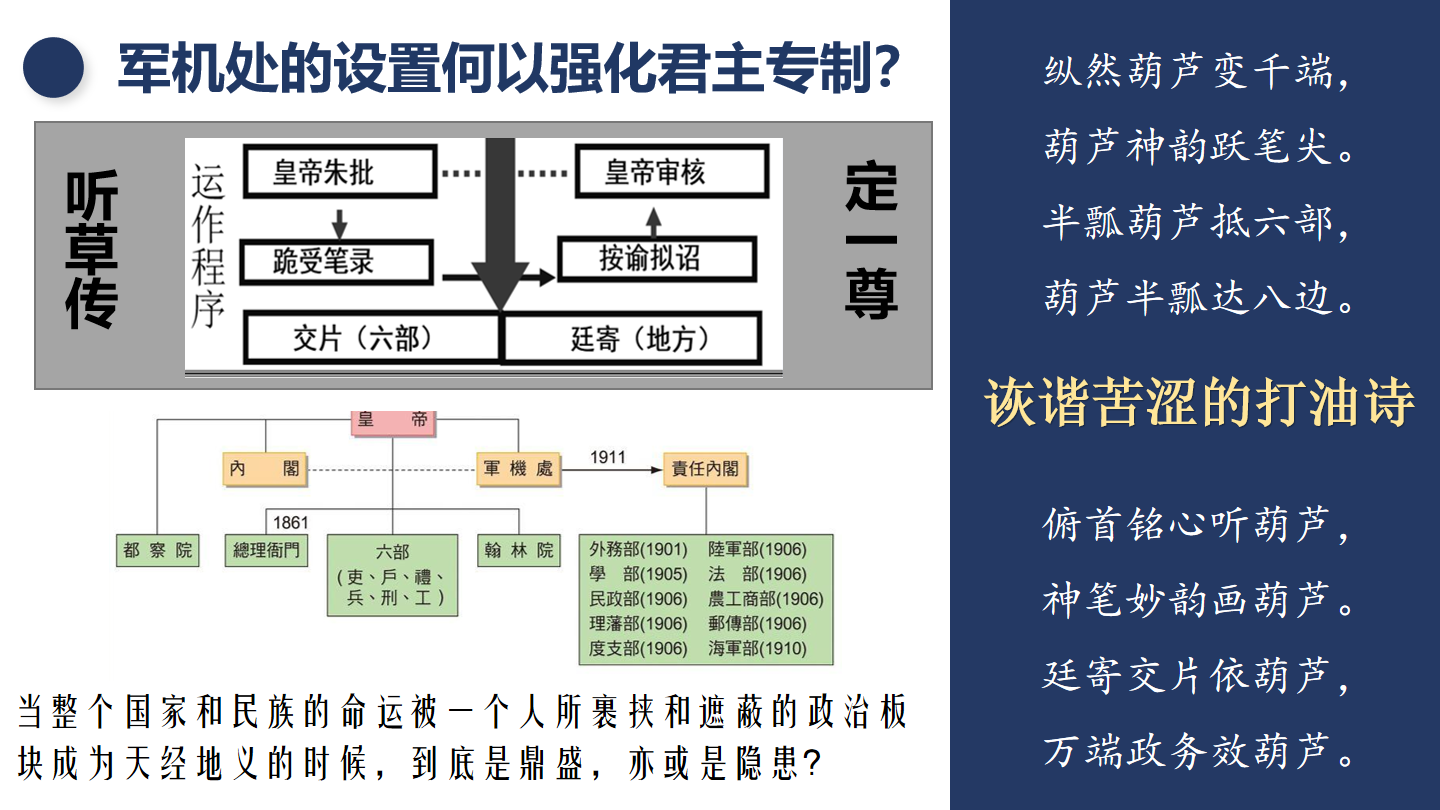 军机处的设置何以强化君主专制？
听草传
运作程序
皇帝朱批
皇帝审核
跪受笔录
按谕拟诏
交片（六部）
廷寄（地方）
定一尊
皇 帝
內 閣
軍 機 處
1911
責任內閣
1861
都 察 院
總理衙門
六部
(吏、戶、禮、
兵、刑、工)
翰 林 院
外務部(1901) 陸軍部(1906)
學 部(1905) 法 部(1906)
民政部(1906) 農工商部(1906)
理藩部(1906) 郵傳部(1906)
度支部(1906) 海軍部(1910)
当整个国家和民族的命运被一个人所裹挟和遮蔽的政治板
块成为天经地义的时候，到底是鼎盛，亦或是隐患?
纵然葫芦变千端，
葫芦神韵跃笔尖。
半瓢葫芦抵六部，
葫芦半瓢达八边。
诙谐苦涩的打油诗
俯首铭心听葫芦，
神笔妙韵画葫芦。
廷寄交片依葫芦，
万端政务效葫芦。